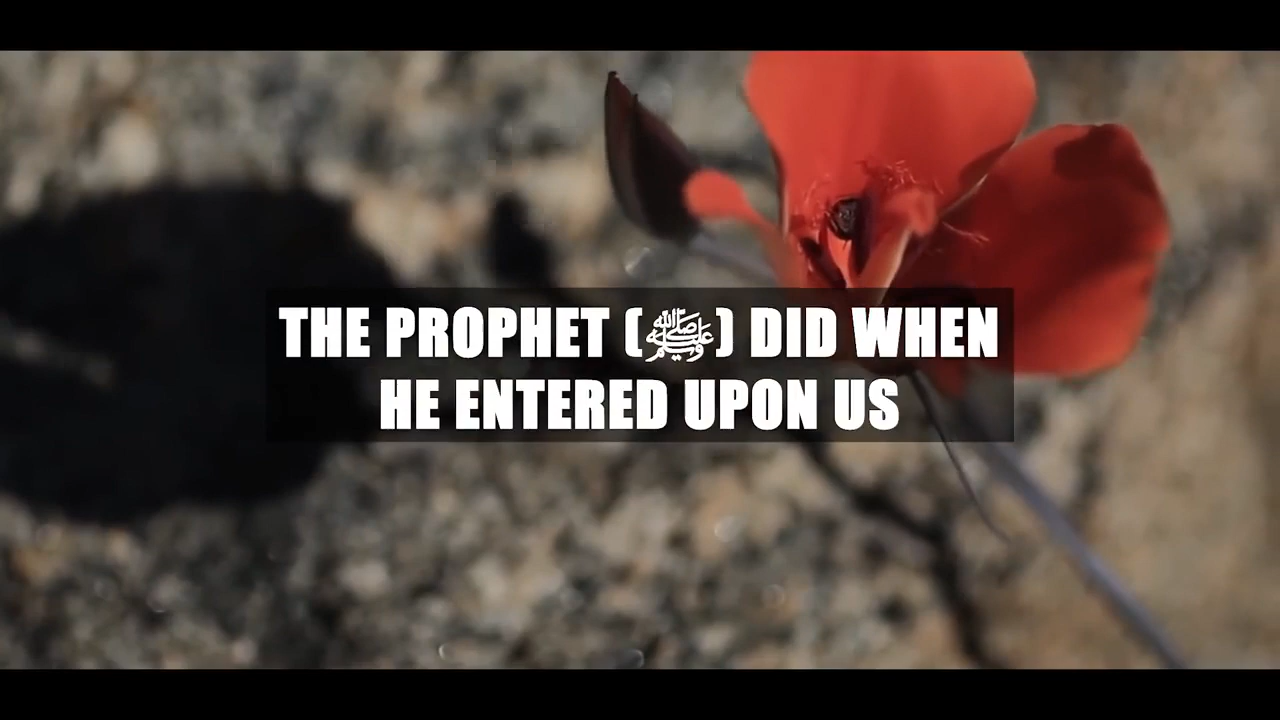 THE PROPHET (ﷺ) DID WHEN
HE ENTERED UPON US